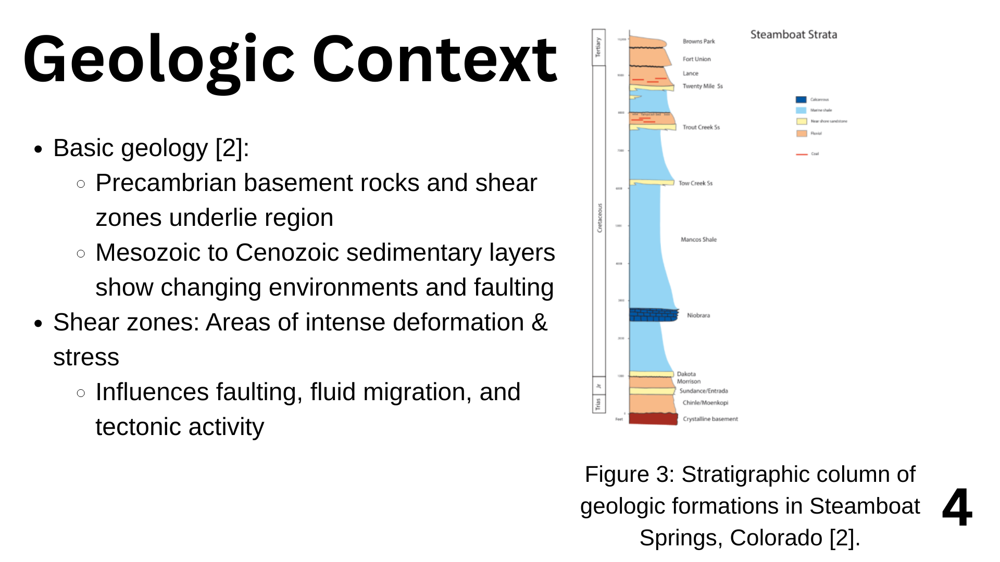 Geologic Context
• Basic geology [2]:
○ Precambrian basement rocks and shear
zones underlie region
○ Mesozoic to Cenozoic sedimentary layers
show changing environments and faulting
• Shear zones: Areas of intense deformation &
stress
○ Influences faulting, fluid migration, and
tectonic activity
Steamboat Strata
Tertiary
Cretaceous
Jr
Trias
10,000
9000
8000
7000
6000
5000
4000
3000
2000
1000
Feet
Browns Park
Fort Union
Lance
Twenty Mile Ss
Trout Creek Ss
Tow Creek Ss
Mancos Shale
Niobrara
Dakota
Morrison
Sundance/Entrada
Chinle/Moenkopi
Crystalline basement
Calcareous
Marine shale
Near shore sandstone
Fluvial
Coal
Figure 3: Stratigraphic column of
geologic formations in Steamboat
Springs, Colorado [2].
4